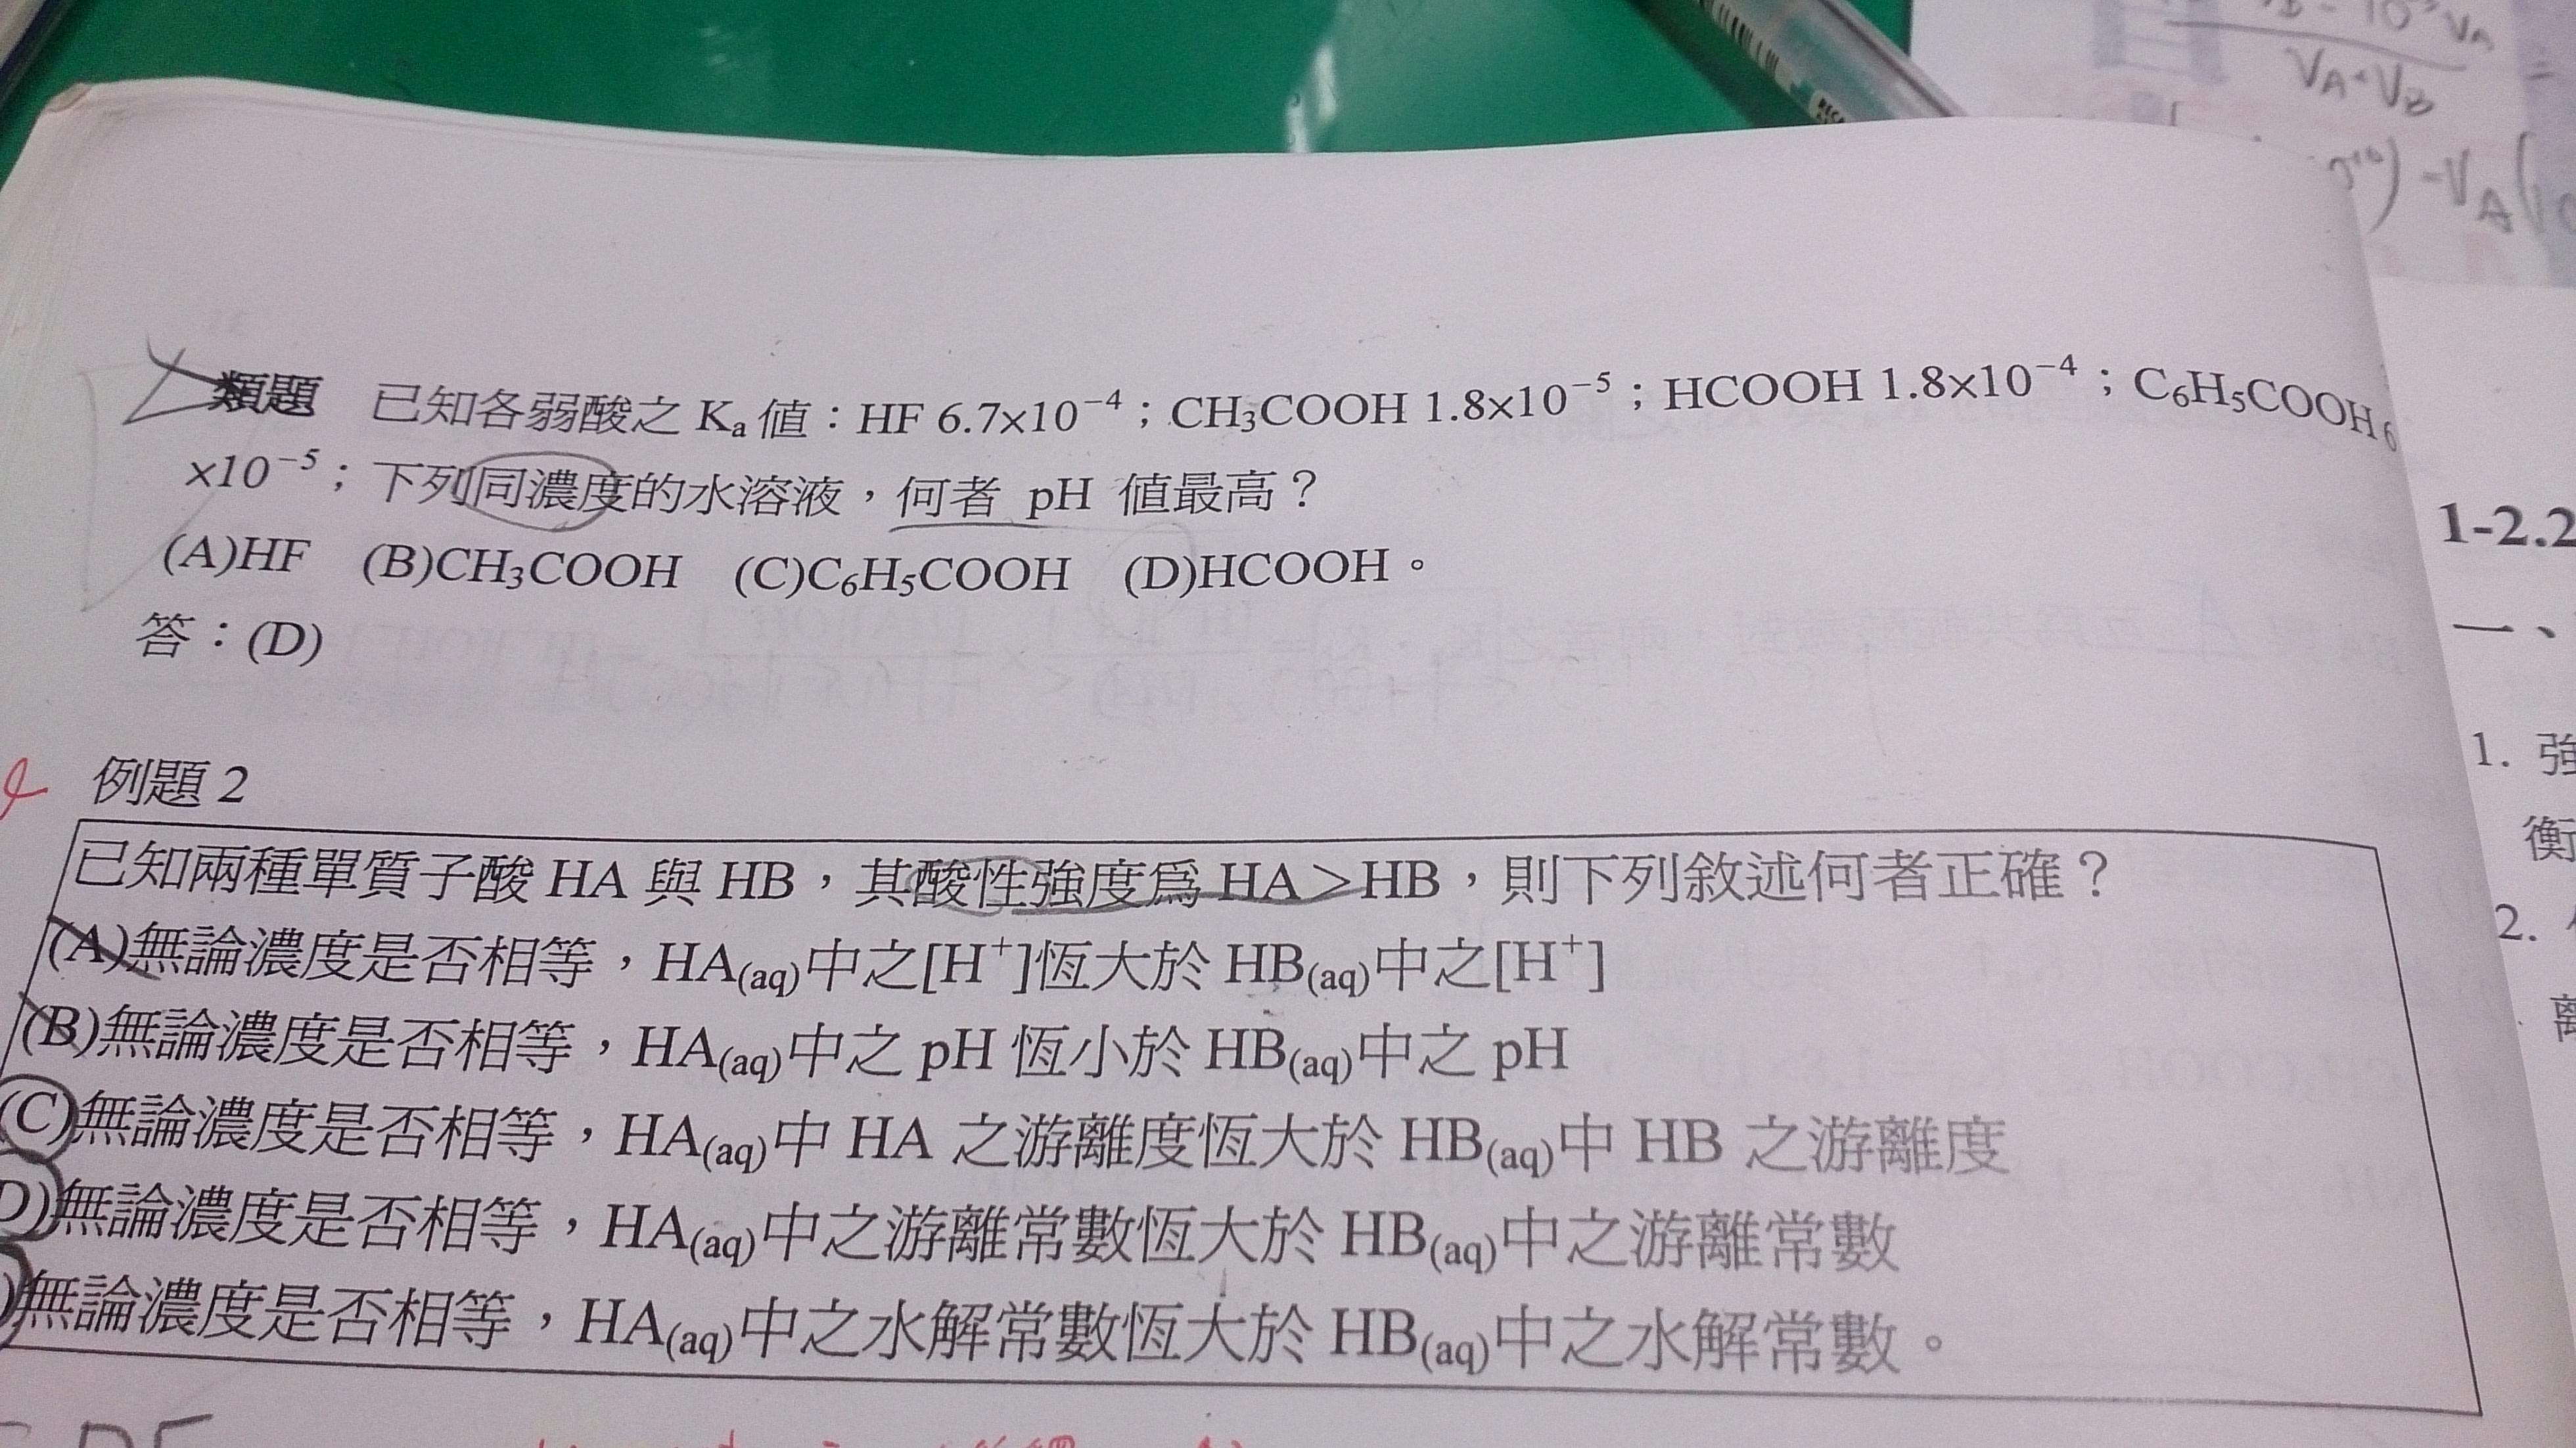 V_A+V_B
類題 已知各弱酸之 Ka 值：HF 6.7×10⁻⁴；CH₃COOH 1.8×10⁻⁵；HCOOH 1.8×10⁻⁴；C₆H₅COOH 6
×10⁻⁵；下列同濃度的水溶液，何者 pH 值最高？
(A)HF (B)CH₃COOH (C)C₆H₅COOH (D)HCOOH。
答：(D)
例題 2
已知兩種單質子酸 HA 與 HB，其酸性強度爲 HA＞HB，則下列敘述何者正確？
(A)無論濃度是否相等，HA(aq)中之[H⁺]恆大於 HB(aq)中之[H⁺]
(B)無論濃度是否相等，HA(aq)中之 pH 恆小於 HB(aq)中之 pH
(C)無論濃度是否相等，HA(aq)中 HA 之游離度恆大於 HB(aq)中 HB 之游離度
D)無論濃度是否相等，HA(aq)中之游離常數恆大於 HB(aq)中之游離常數
)無論濃度是否相等，HA(aq)中之水解常數恆大於 HB(aq)中之水解常數。
1-2.2
一、
1. 強
衡
2.
離